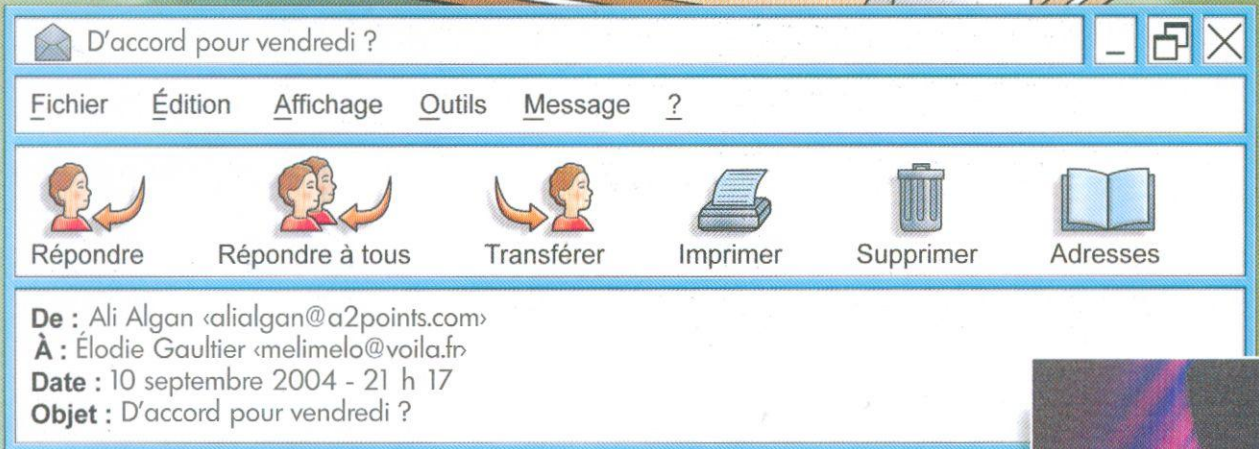 D'accord pour vendredi ?
Fichier Édition Affichage Outils Message ?
Répondre Répondre à tous Transférer Imprimer Supprimer Adresses
De : Ali Algan <alialgan@a2points.com>
À : Élodie Gaultier <melimelo@voila.fr>
Date : 10 septembre 2004 - 21 h 17
Objet : D'accord pour vendredi ?